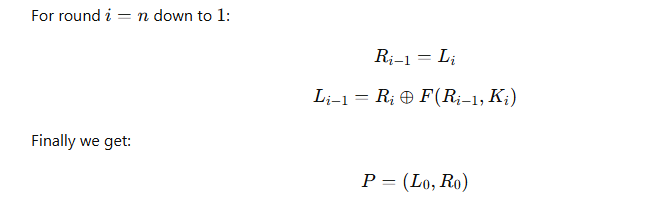 For round i = n down to 1:
R_{i−1} = L_i
L_{i−1} = R_i ⊕ F(R_{i−1}, K_i)
Finally we get:
P = (L_0, R_0)